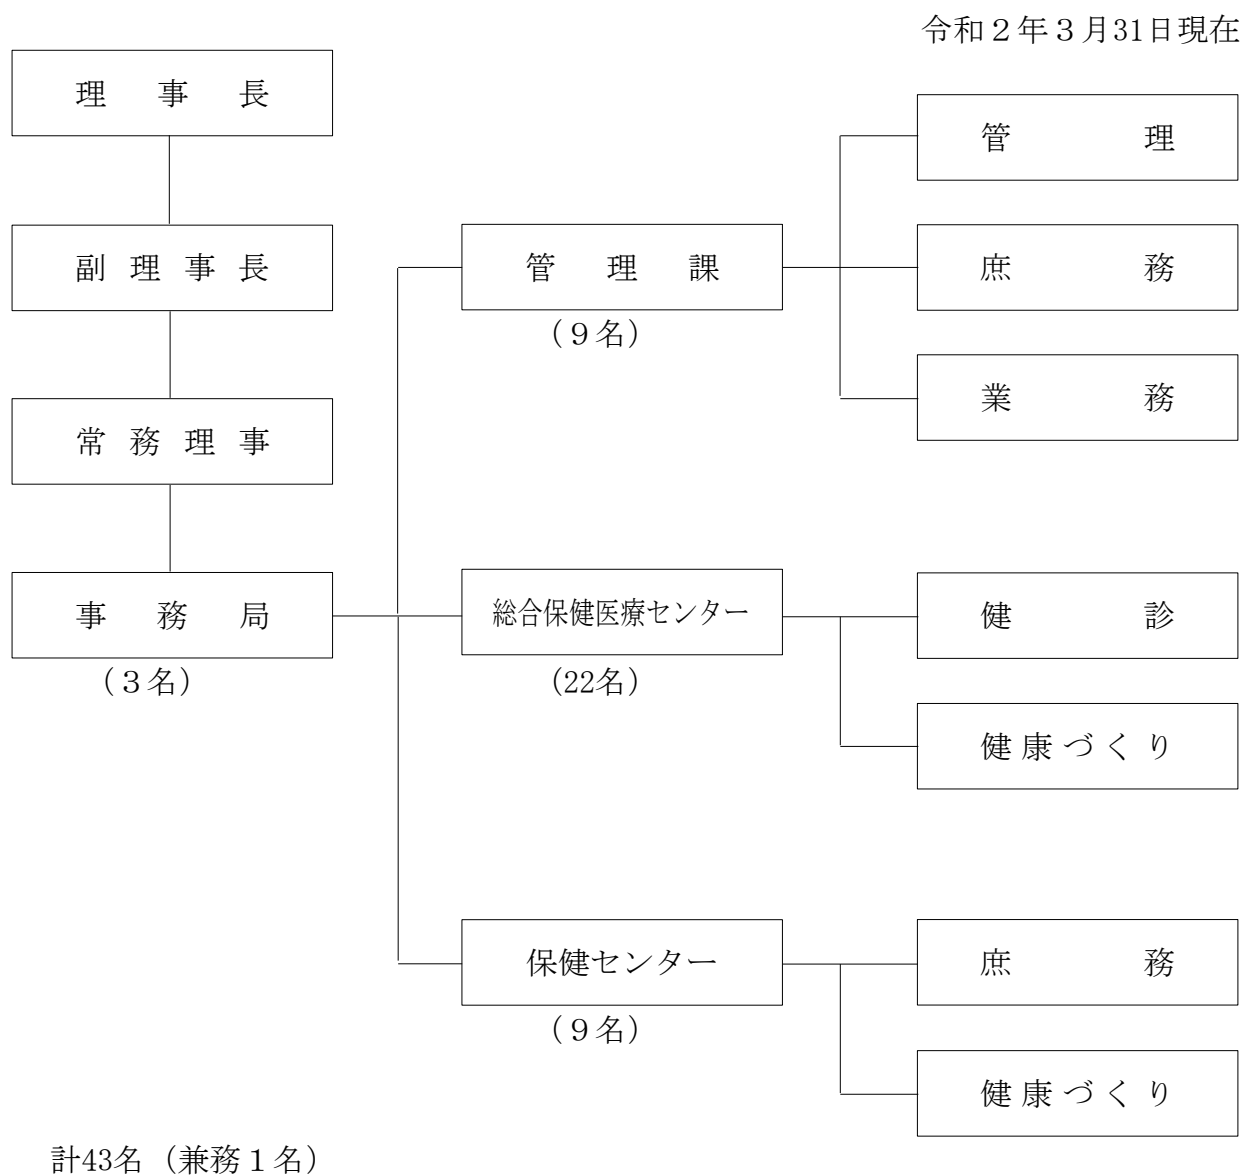 令和２年３月31日現在
理事長
副理事長
常務理事
事務局
（３名）
管理課
（９名）
管理
庶務
業務
総合保健医療センター
（22名）
健診
健康づくり
保健センター
（９名）
庶務
健康づくり
計43名（兼務１名）